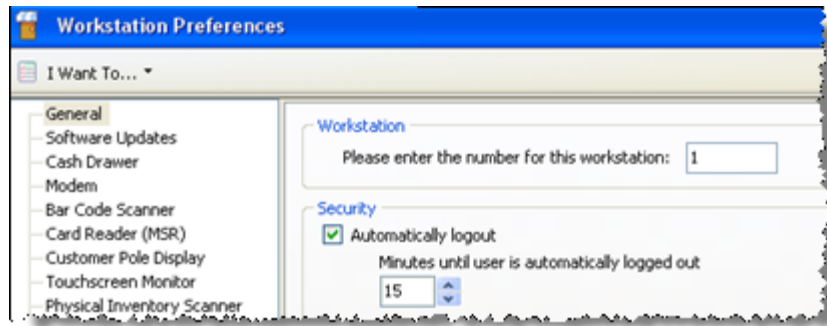 Workstation Preferences
I Want To...
General
Software Updates
Cash Drawer
Modem
Bar Code Scanner
Card Reader (MSR)
Customer Pole Display
Touchscreen Monitor
Physical Inventory Scanner
Workstation
Please enter the number for this workstation: 1
Security
Automatically logout
Minutes until user is automatically logged out
15